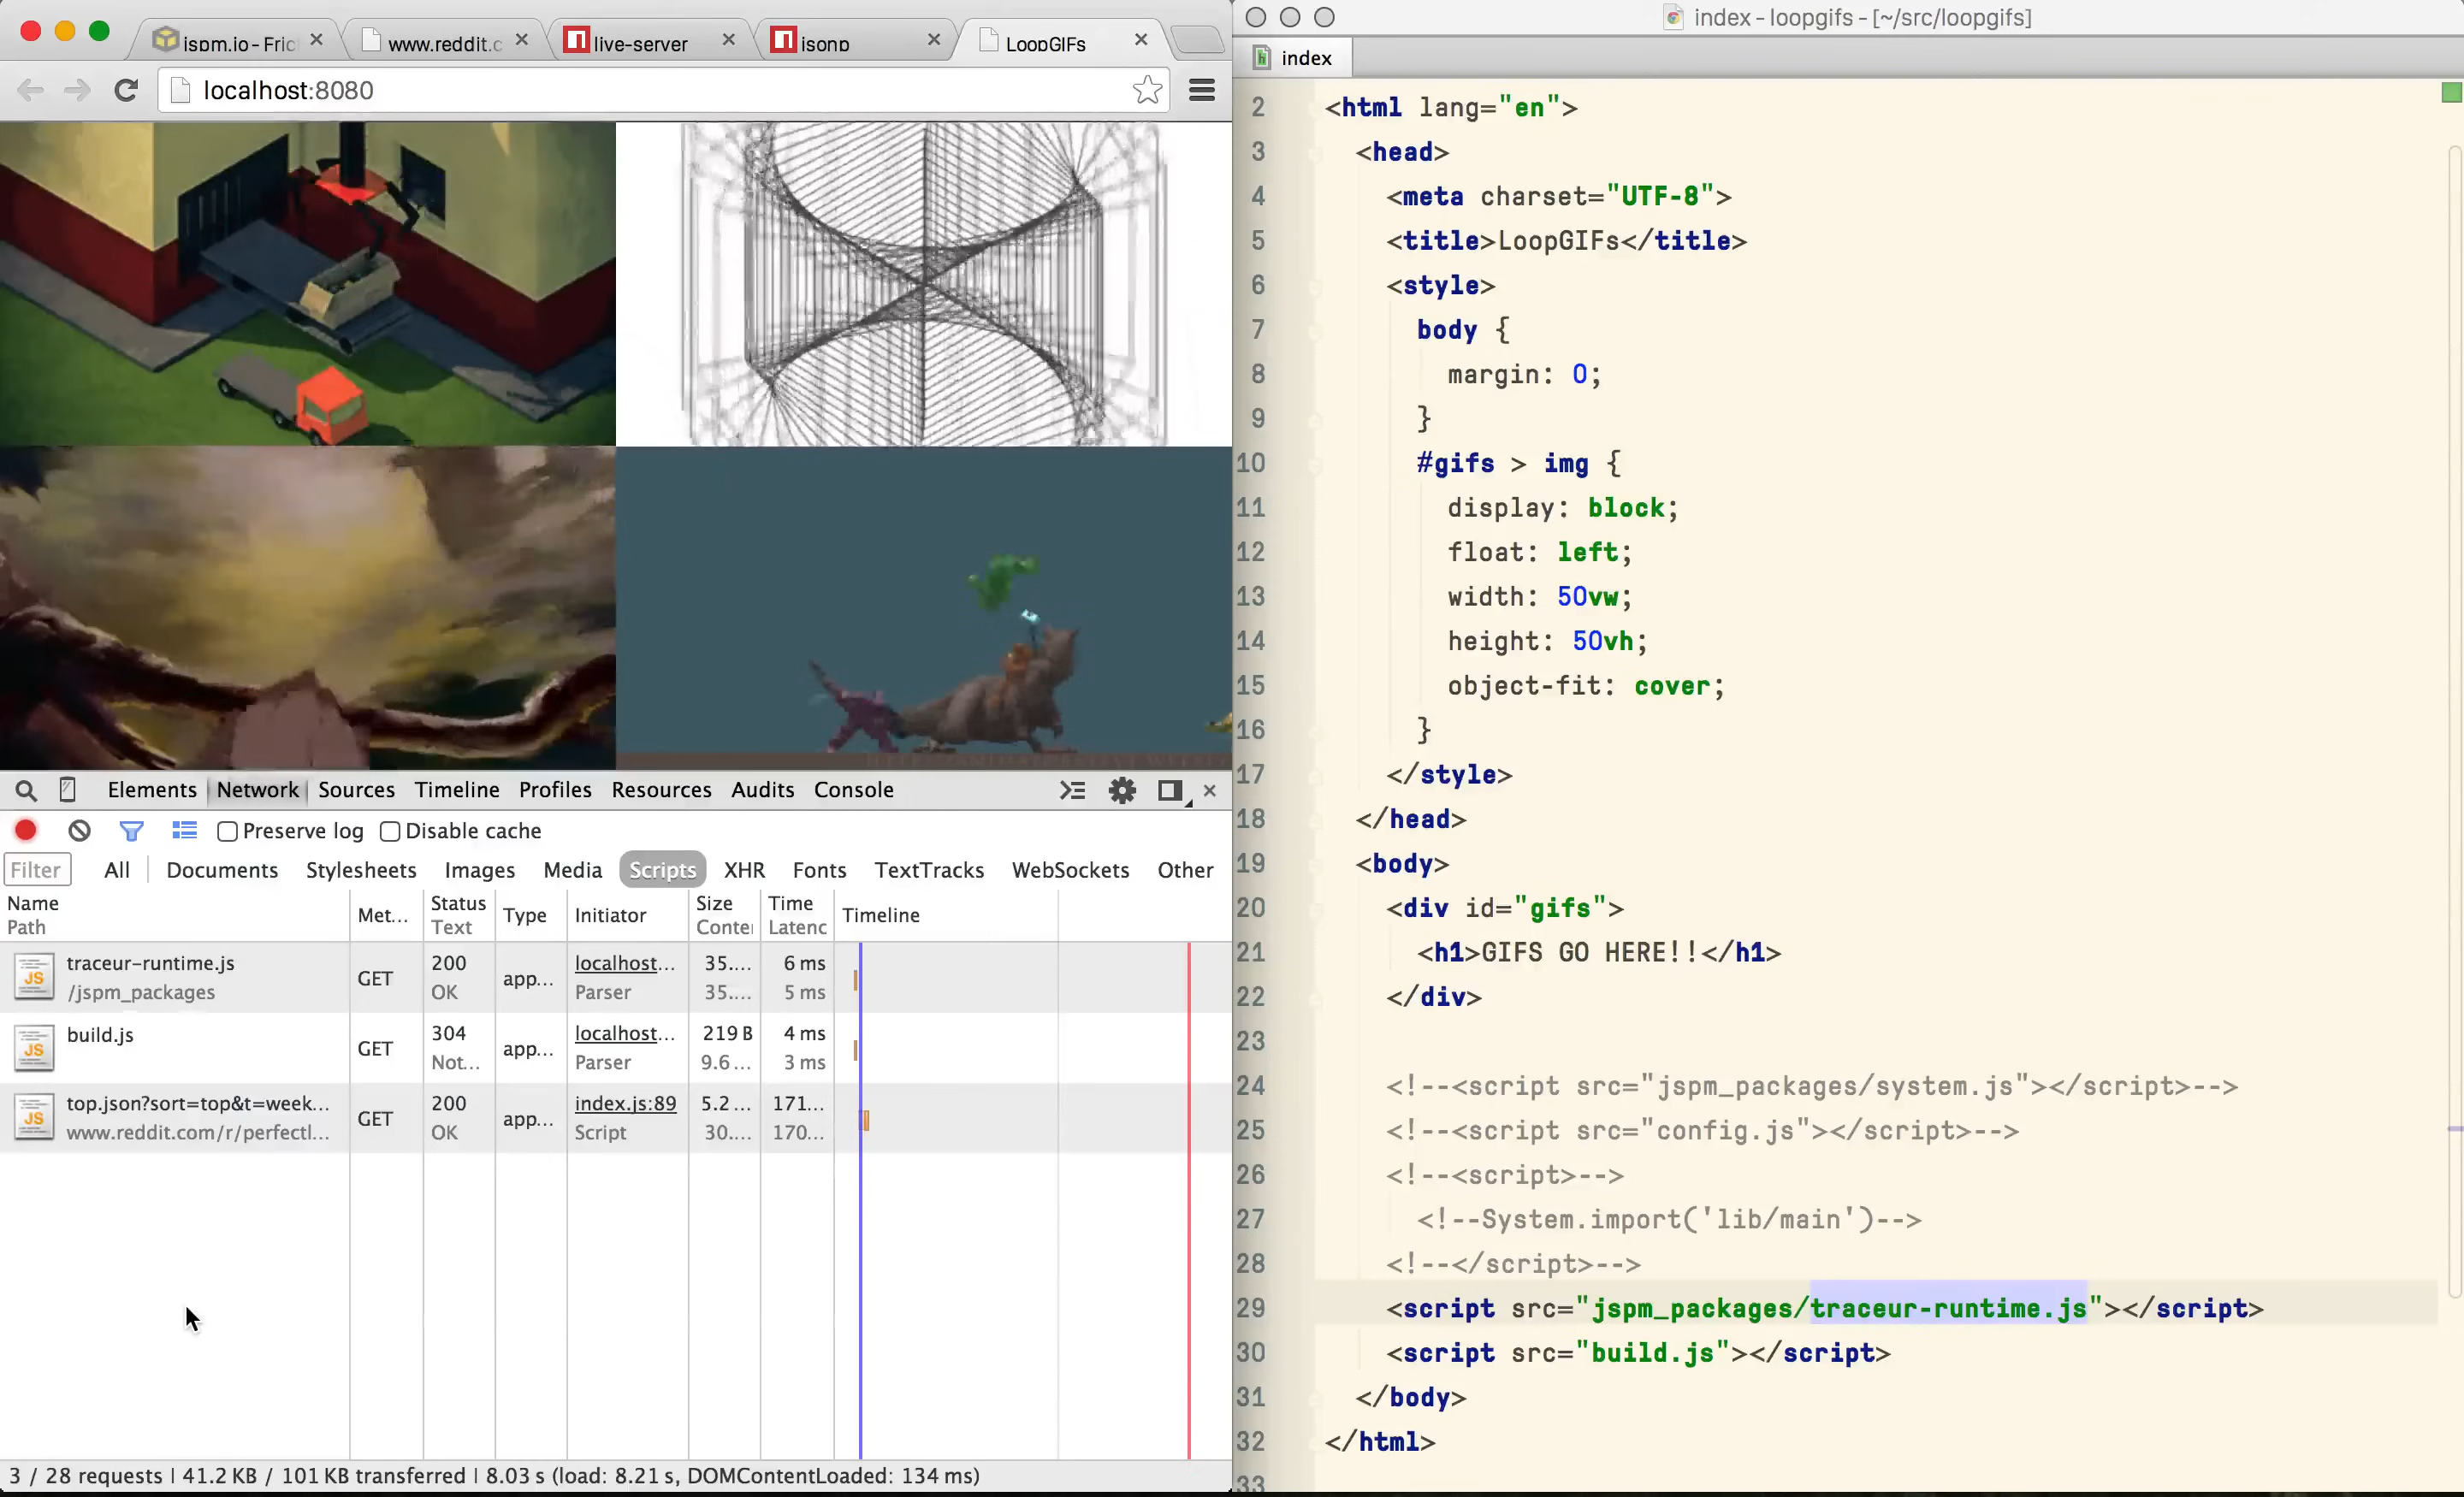 jspm.io - Fric
www.reddit.c
live-server
jsonp
LoopGIFs
localhost:8080
Elements Network Sources Timeline Profiles Resources Audits Console
Preserve log Disable cache
Filter All Documents Stylesheets Images Media Scripts XHR Fonts TextTracks WebSockets Other
Name Met... Status Type Initiator Size Time Timeline
Path Text Conte Latenc
traceur-runtime.js GET 200 app... localhost... 35.... 6 ms
/jspm_packages OK Parser 35.... 5 ms
build.js GET 304 app... localhost... 219 B 4 ms
Not... Parser 9.6 ... 3 ms
top.json?sort=top&t=week... GET 200 app... index.js:89 5.2 ... 171...
www.reddit.com/r/perfectl... OK Script 30.... 170...
3 / 28 requests | 41.2 KB / 101 KB transferred | 8.03 s (load: 8.21 s, DOMContentLoaded: 134 ms)
index - loopgifs - [~/src/loopgifs]
index
2 <html lang="en">
3 <head>
4 <meta charset="UTF-8">
5 <title>LoopGIFs</title>
6 <style>
7 body {
8 margin: 0;
9 }
10 #gifs > img {
11 display: block;
12 float: left;
13 width: 50vw;
14 height: 50vh;
15 object-fit: cover;
16 }
17 </style>
18 </head>
19 <body>
20 <div id="gifs">
21 <h1>GIFS GO HERE!!</h1>
22 </div>
23
24 <!--<script src="jspm_packages/system.js"></script>-->
25 <!--<script src="config.js"></script>-->
26 <!--<script>-->
27 <!--System.import('lib/main')-->
28 <!--</script>-->
29 <script src="jspm_packages/traceur-runtime.js"></script>
30 <script src="build.js"></script>
31 </body>
32 </html>
33